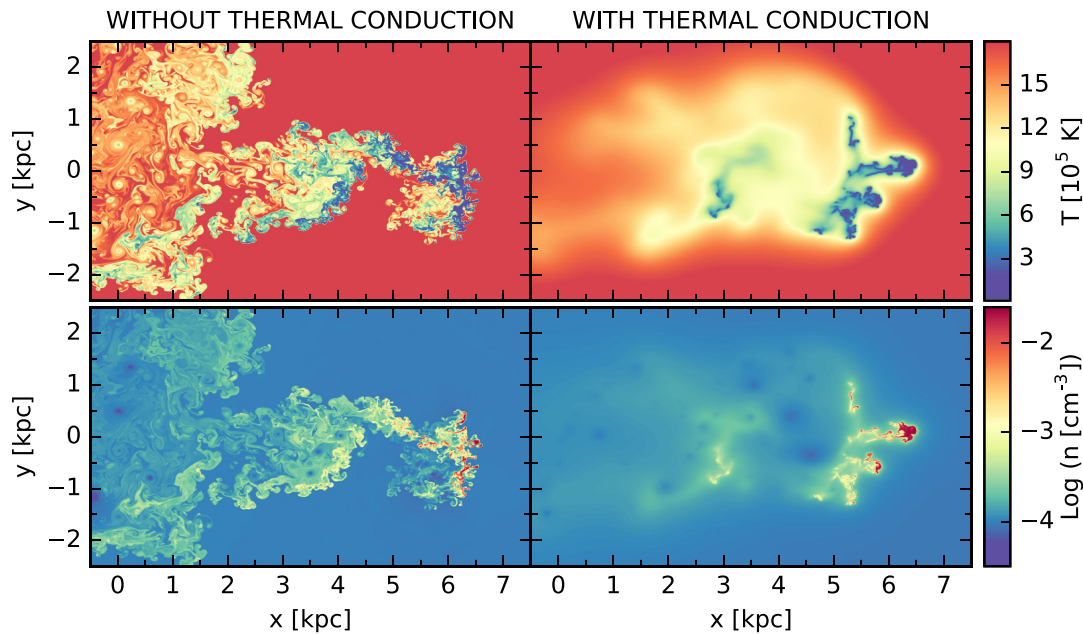 WITHOUT THERMAL CONDUCTION
WITH THERMAL CONDUCTION
2
1
0
−1
−2
y [kpc]
15
12
9
6
3
T [10⁵ K]
2
1
0
−1
−2
y [kpc]
−2
−3
−4
Log (n [cm⁻³])
0 1 2 3 4 5 6 7
0 1 2 3 4 5 6 7
x [kpc]
x [kpc]